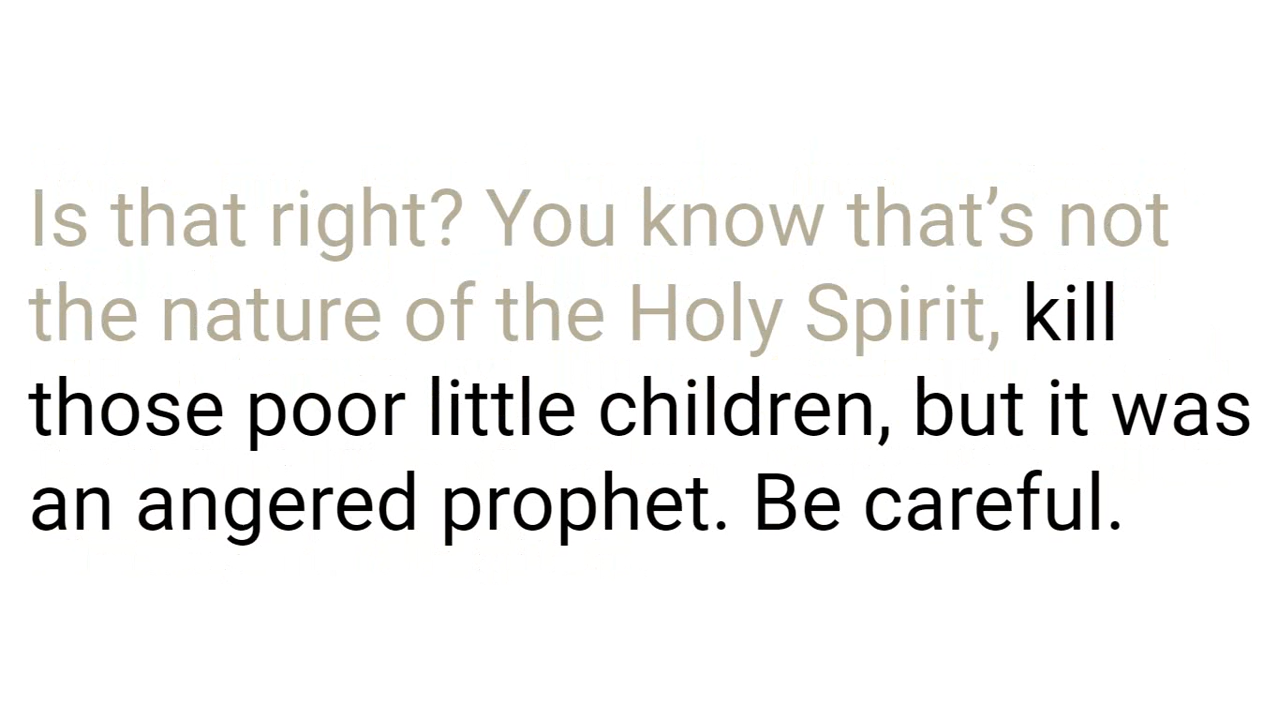 Is that right? You know that’s not
the nature of the Holy Spirit, kill
those poor little children, but it was
an angered prophet. Be careful.